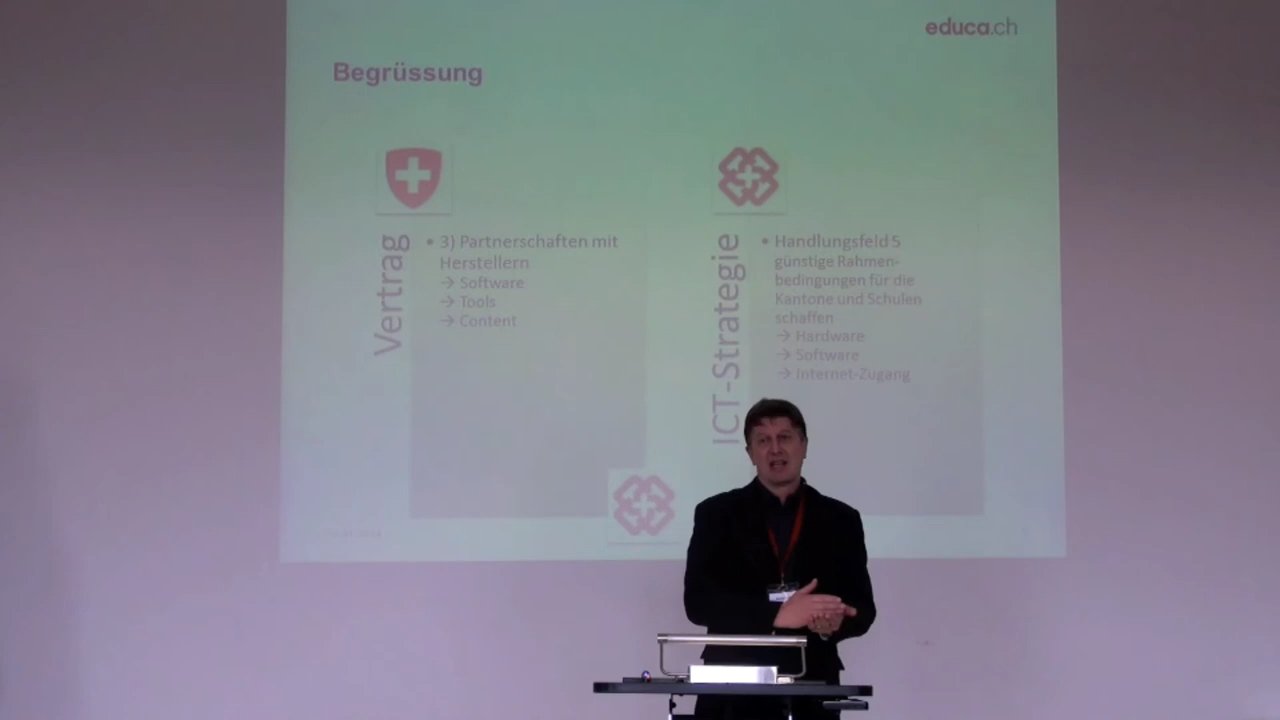 educa.ch
Begrüssung
Vertrag
• 3) Partnerschaften mit
Herstellern
→ Software
→ Tools
→ Content
ICT-Strategie
• Handlungsfeld 5
günstige Rahmen-
bedingungen für die
Kantone und Schulen
schaffen
→ Hardware
→ Software
→ Internet-Zugang